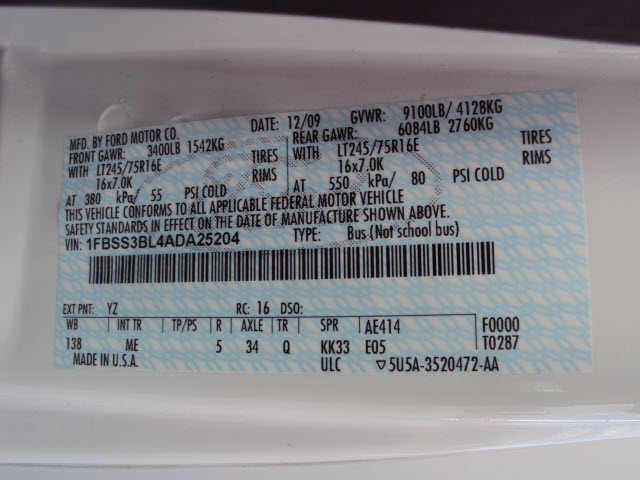 MFD. BY FORD MOTOR CO. DATE: 12/09 GVWR: 9100LB/ 4128KG
FRONT GAWR: 3400LB 1542KG REAR GAWR: 6084LB 2760KG
WITH LT245/75R16E TIRES WITH LT245/75R16E TIRES
16x7.0K RIMS 16x7.0K RIMS
AT 380 kPa/ 55 PSI COLD AT 550 kPa/ 80 PSI COLD
THIS VEHICLE CONFORMS TO ALL APPLICABLE FEDERAL MOTOR VEHICLE
SAFETY STANDARDS IN EFFECT ON THE DATE OF MANUFACTURE SHOWN ABOVE.
VIN: 1FBSS3BL4ADA25204 TYPE: Bus (Not school bus)
EXT PNT: YZ RC: 16 DSO:
WB INT TR TP/PS R AXLE TR SPR AE414 F0000
138 ME 5 34 Q KK33 E05 T0287
MADE IN U.S.A. ULC ▽5U5A-3520472-AA